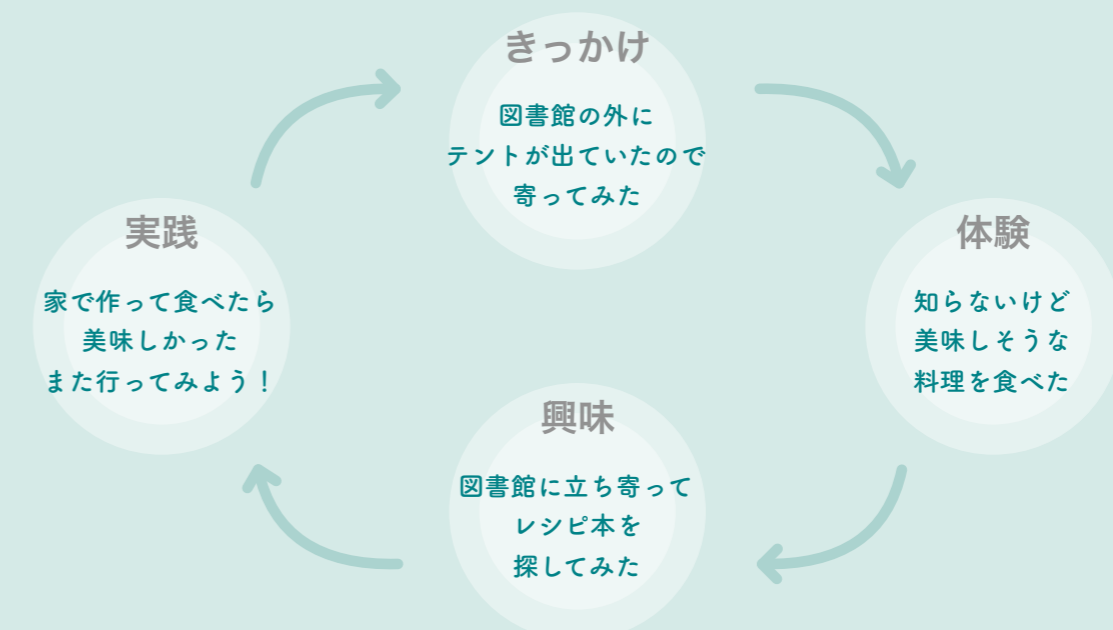 きっかけ
図書館の外に
テントが出ていたので
寄ってみた
体験
知らないけど
美味しそうな
料理を食べた
興味
図書館に立ち寄って
レシピ本を
探してみた
実践
家で作って食べたら
美味しかった
また行ってみよう！